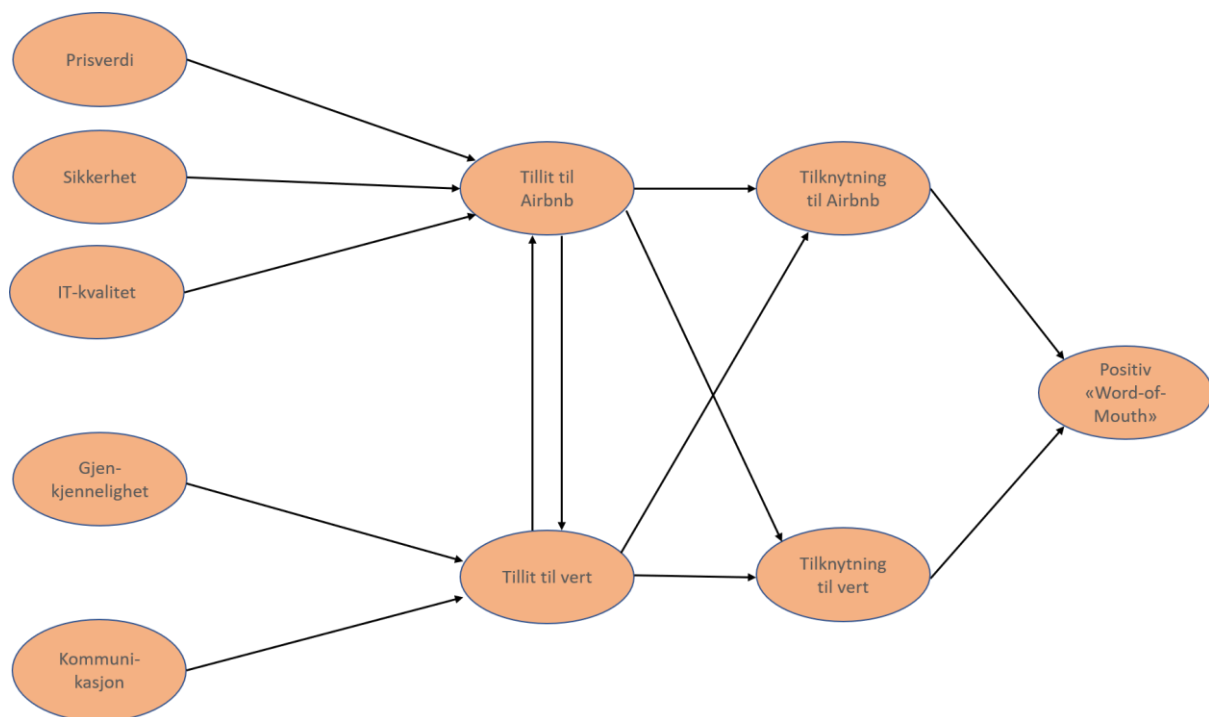 Prisverdi
Sikkerhet
IT-kvalitet
Gjen-
kjennelighet
Kommuni-
kasjon
Tillit til
Airbnb
Tillit til vert
Tilknytning
til Airbnb
Tilknytning
til vert
Positiv
«Word-of-
Mouth»